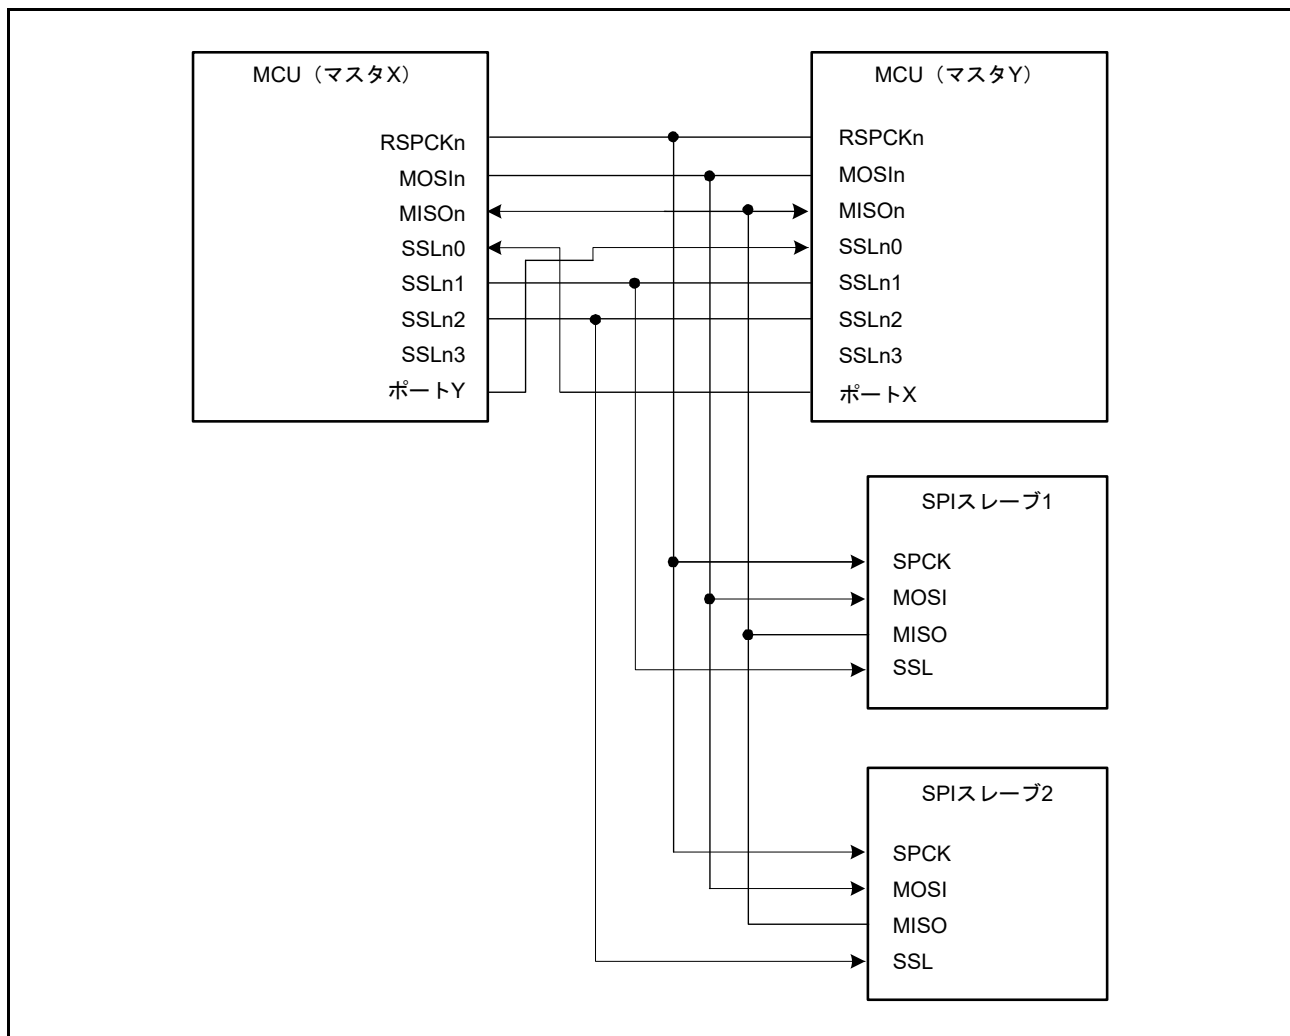 MCU（マスタX）
RSPCKn
MOSIn
MISOn
SSLn0
SSLn1
SSLn2
SSLn3
ポートY
MCU（マスタY）
RSPCKn
MOSIn
MISOn
SSLn0
SSLn1
SSLn2
SSLn3
ポートX
SPIスレーブ1
SPCK
MOSI
MISO
SSL
SPIスレーブ2
SPCK
MOSI
MISO
SSL